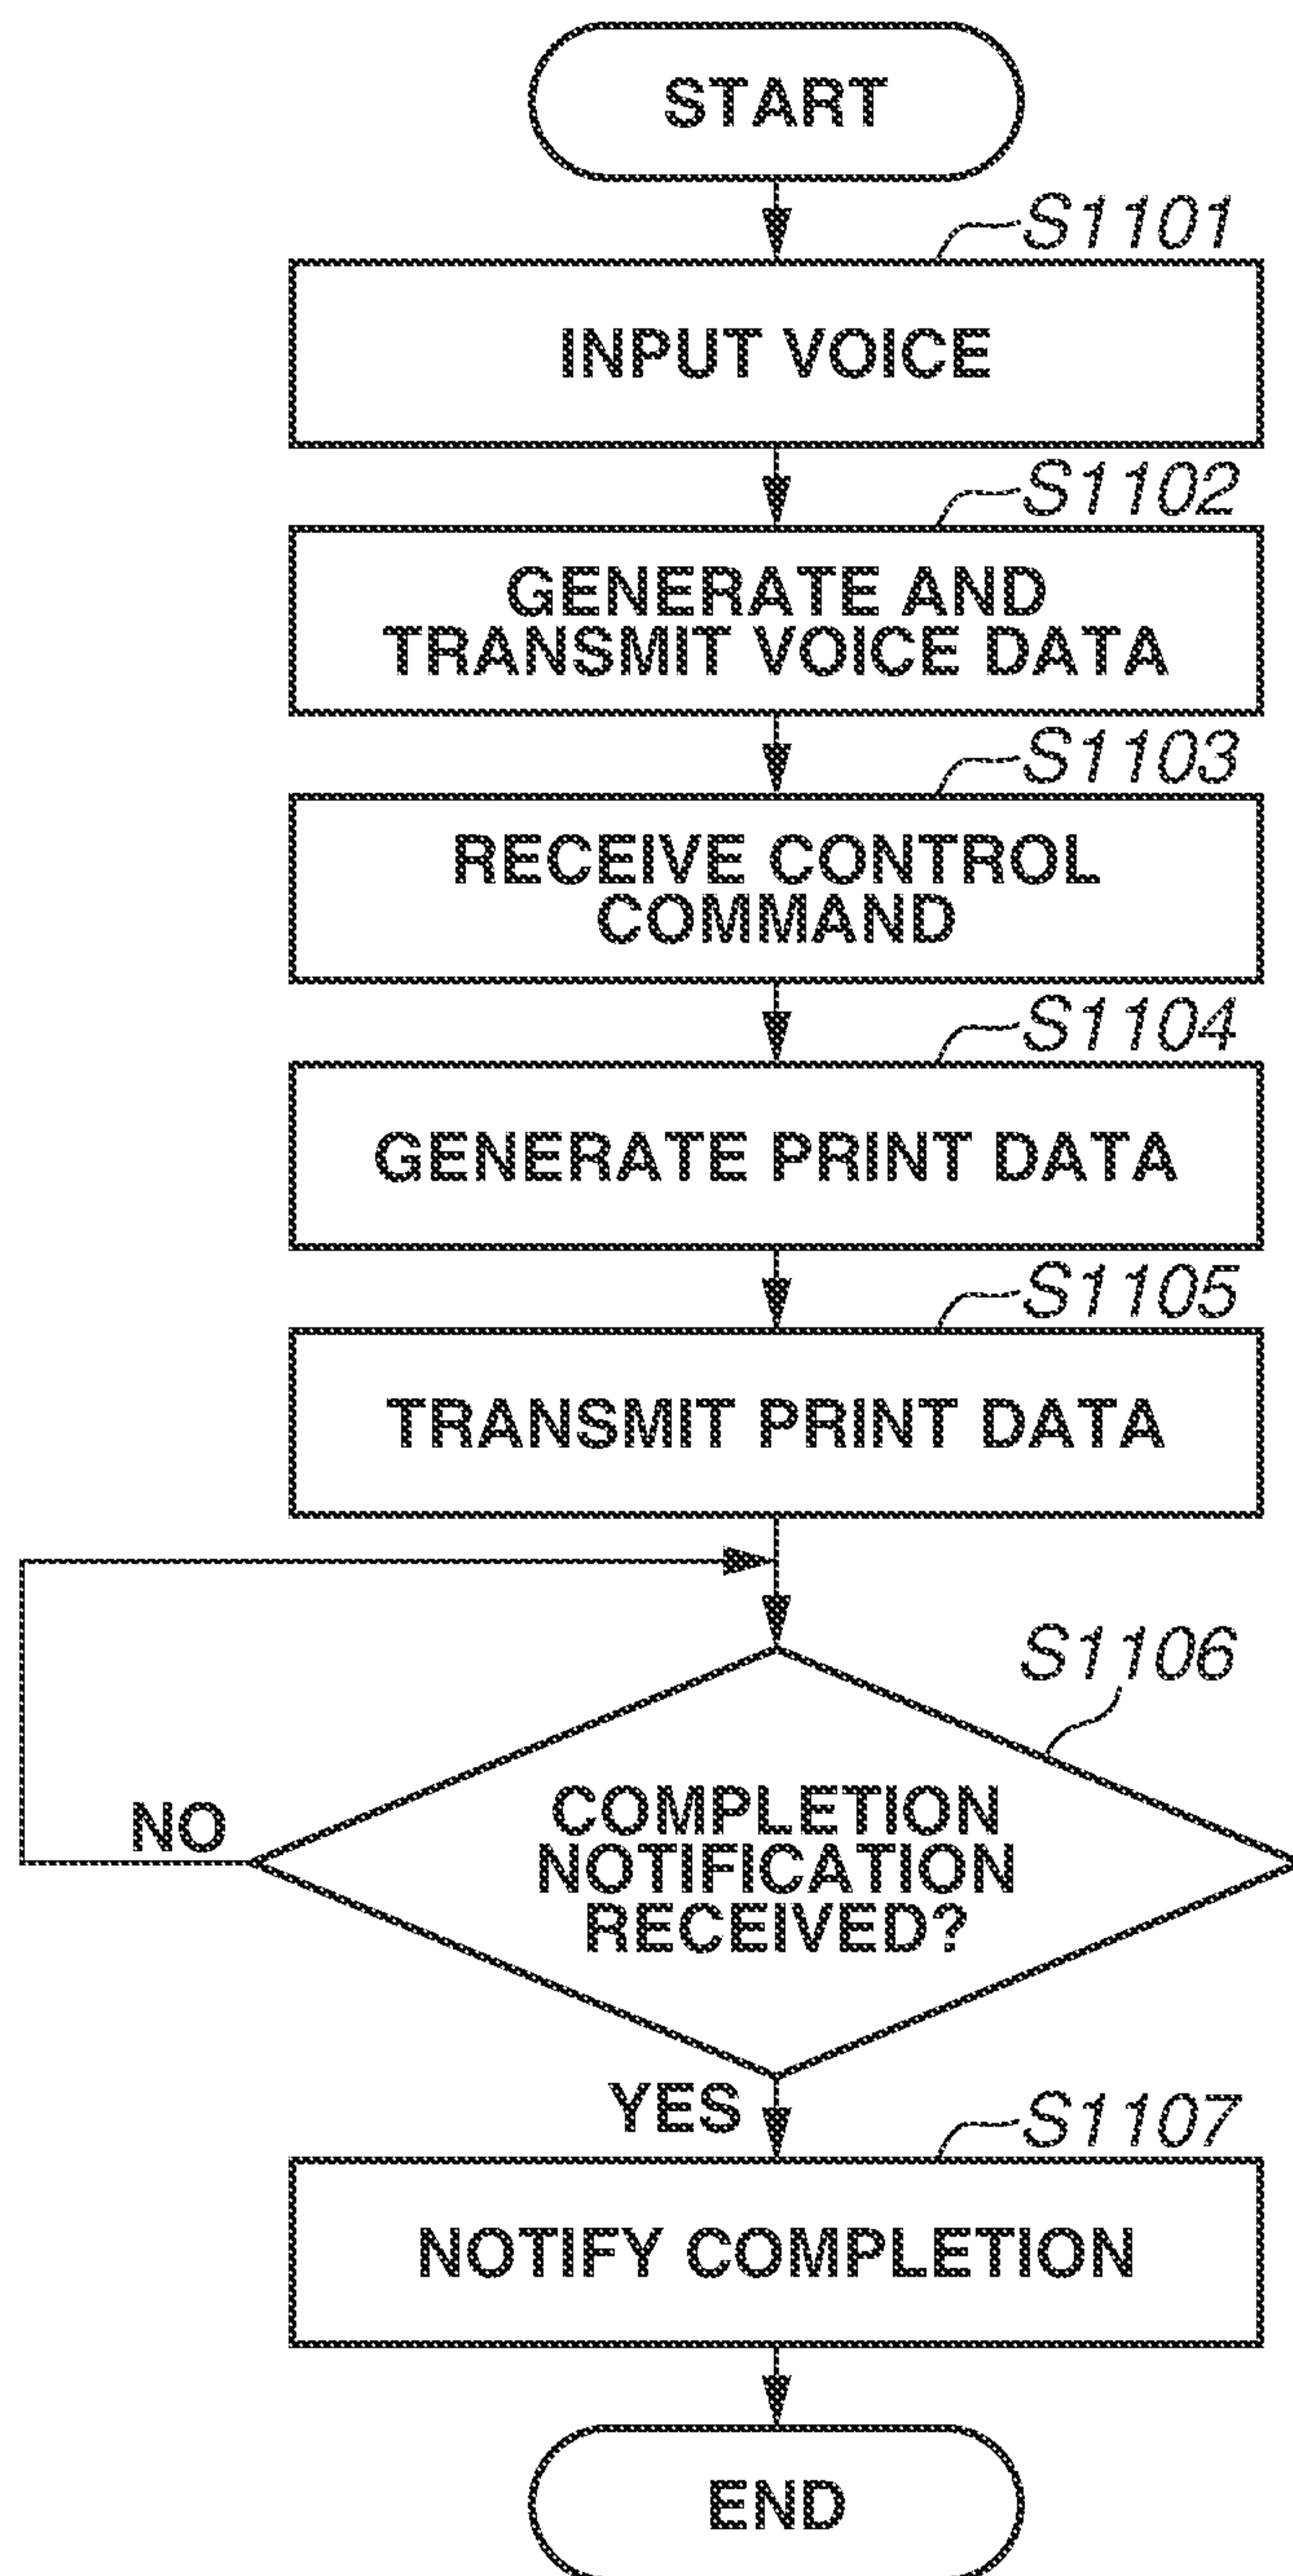 START
S1101
INPUT VOICE
S1102
GENERATE AND
TRANSMIT VOICE DATA
S1103
RECEIVE CONTROL
COMMAND
S1104
GENERATE PRINT DATA
S1105
TRANSMIT PRINT DATA
S1106
COMPLETION
NOTIFICATION
RECEIVED?
NO
YES
S1107
NOTIFY COMPLETION
END